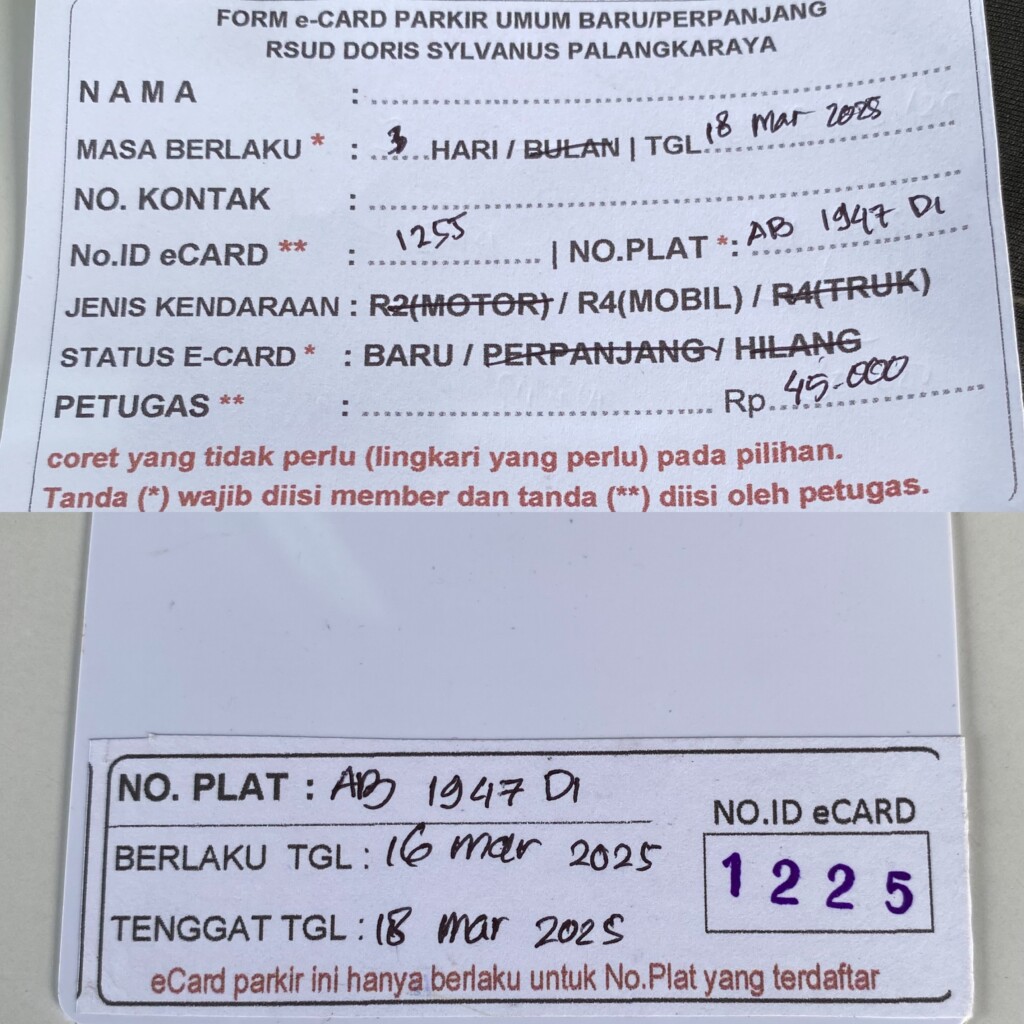 FORM e-CARD PARKIR UMUM BARU/PERPANJANG
RSUD DORIS SYLVANUS PALANGKARAYA
N A M A :
MASA BERLAKU * : 3 HARI / BULAN | TGL 18 Mar 2025
NO. KONTAK :
No.ID eCARD ** : 1255 | NO.PLAT *: AB 1947 DI
JENIS KENDARAAN : R2(MOTOR) / R4(MOBIL) / R4(TRUK)
STATUS E-CARD * : BARU / PERPANJANG / HILANG
PETUGAS ** : Rp 45.000
coret yang tidak perlu (lingkari yang perlu) pada pilihan.
Tanda (*) wajib diisi member dan tanda (**) diisi oleh petugas.
NO. PLAT : AB 1947 DI
NO.ID eCARD
BERLAKU TGL : 16 mar 2025
1225
TENGGAT TGL : 18 mar 2025
eCard parkir ini hanya berlaku untuk No.Plat yang terdaftar